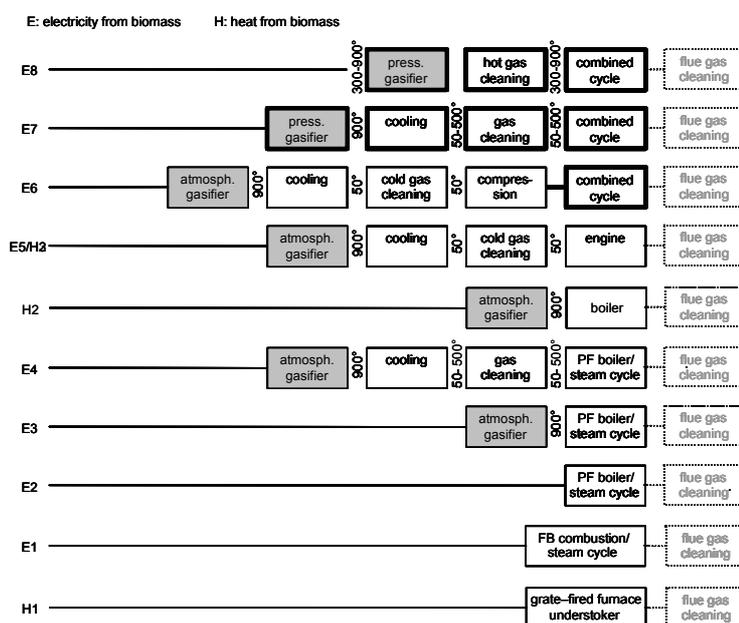 E: electricity from biomass H: heat from biomass
E8
300-900°
press.
gasifier
hot gas
cleaning
300-900°
combined
cycle
flue gas
cleaning
E7
press.
gasifier
900°
cooling
50-500°
gas
cleaning
50-500°
combined
cycle
flue gas
cleaning
E6
atmosph.
gasifier
900°
cooling
50°
cold gas
cleaning
50°
compres-
sion
combined
cycle
flue gas
cleaning
E5/H3
atmosph.
gasifier
900°
cooling
50°
cold gas
cleaning
50°
engine
flue gas
cleaning
H2
atmosph.
gasifier
900°
boiler
flue gas
cleaning
E4
atmosph.
gasifier
900°
cooling
50- 500°
gas
cleaning
50- 500°
PF boiler/
steam cycle
flue gas
cleaning
E3
atmosph.
gasifier
900°
PF boiler/
steam cycle
flue gas
cleaning
E2
PF boiler/
steam cycle
flue gas
cleaning
E1
FB combustion/
steam cycle
flue gas
cleaning
H1
grate–fired furnace
understoker
flue gas
cleaning